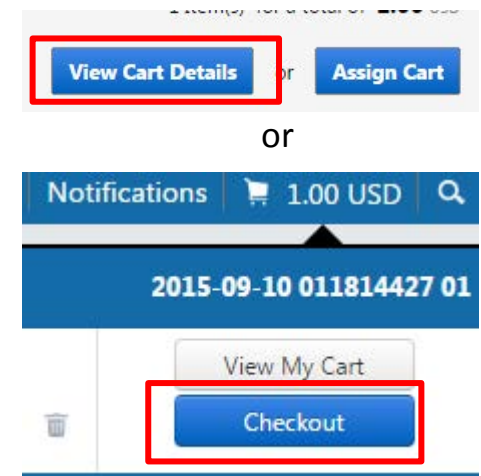 View Cart Details or Assign Cart
or
Notifications 1.00 USD
2015-09-10 011814427 01
View My Cart
Checkout